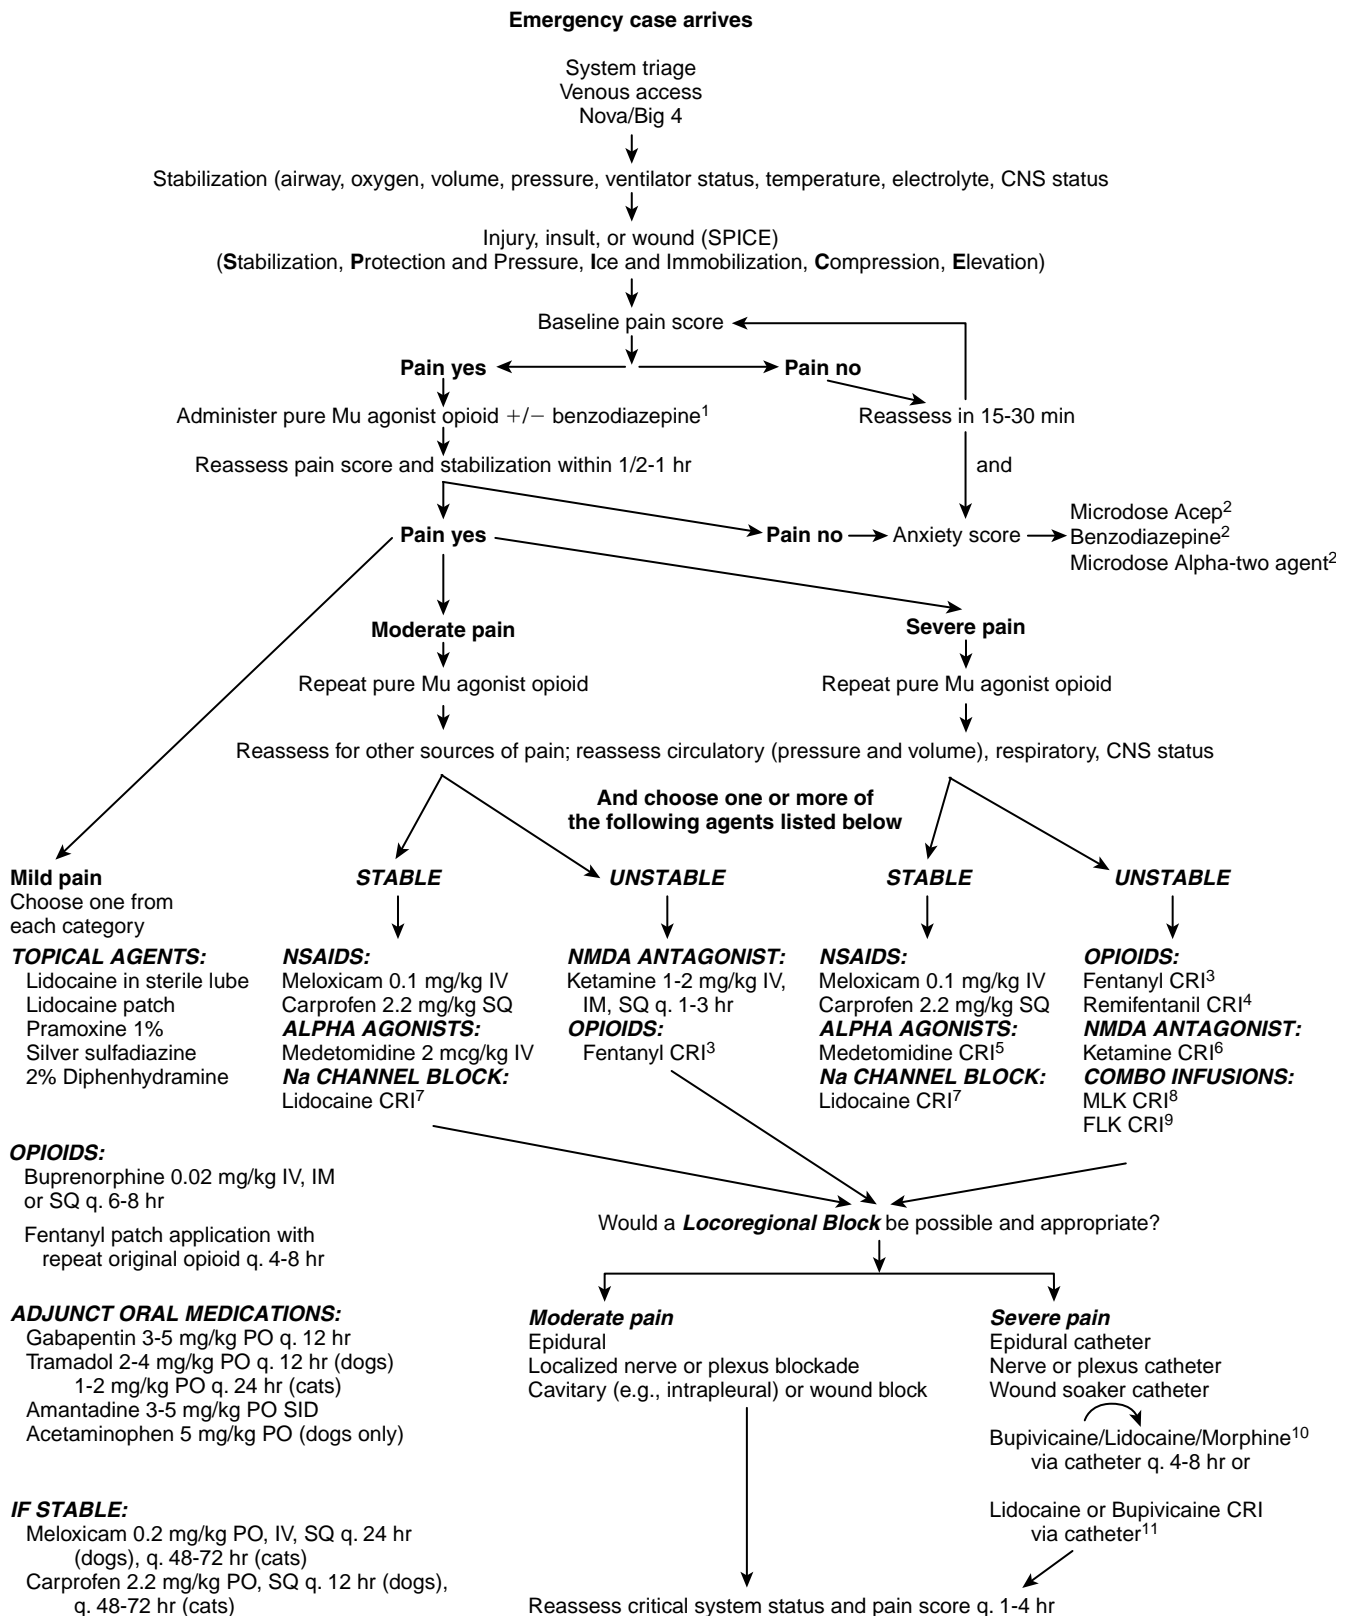 Emergency case arrives
System triage
Venous access
Nova/Big 4
Stabilization (airway, oxygen, volume, pressure, ventilator status, temperature, electrolyte, CNS status
Injury, insult, or wound (SPICE)
(Stabilization, Protection and Pressure, Ice and Immobilization, Compression, Elevation)
Baseline pain score
Pain yes
Pain no
Administer pure Mu agonist opioid +/− benzodiazepine1
Reassess in 15-30 min
Reassess pain score and stabilization within 1/2-1 hr
and
Pain yes
Pain no
Anxiety score
Microdose Acep2
Benzodiazepine2
Microdose Alpha-two agent2
Moderate pain
Severe pain
Repeat pure Mu agonist opioid
Repeat pure Mu agonist opioid
Reassess for other sources of pain; reassess circulatory (pressure and volume), respiratory, CNS status
And choose one or more of
the following agents listed below
Mild pain
Choose one from
each category
TOPICAL AGENTS:
Lidocaine in sterile lube
Lidocaine patch
Pramoxine 1%
Silver sulfadiazine
2% Diphenhydramine
OPIOIDS:
Buprenorphine 0.02 mg/kg IV, IM
or SQ q. 6-8 hr
Fentanyl patch application with
repeat original opioid q. 4-8 hr
ADJUNCT ORAL MEDICATIONS:
Gabapentin 3-5 mg/kg PO q. 12 hr
Tramadol 2-4 mg/kg PO q. 12 hr (dogs)
1-2 mg/kg PO q. 24 hr (cats)
Amantadine 3-5 mg/kg PO SID
Acetaminophen 5 mg/kg PO (dogs only)
IF STABLE:
Meloxicam 0.2 mg/kg PO, IV, SQ q. 24 hr
(dogs), q. 48-72 hr (cats)
Carprofen 2.2 mg/kg PO, SQ q. 12 hr (dogs),
q. 48-72 hr (cats)
STABLE
NSAIDS:
Meloxicam 0.1 mg/kg IV
Carprofen 2.2 mg/kg SQ
ALPHA AGONISTS:
Medetomidine 2 mcg/kg IV
Na CHANNEL BLOCK:
Lidocaine CRI7
UNSTABLE
NMDA ANTAGONIST:
Ketamine 1-2 mg/kg IV,
IM, SQ q. 1-3 hr
OPIOIDS:
Fentanyl CRI3
STABLE
NSAIDS:
Meloxicam 0.1 mg/kg IV
Carprofen 2.2 mg/kg SQ
ALPHA AGONISTS:
Medetomidine CRI5
Na CHANNEL BLOCK:
Lidocaine CRI7
UNSTABLE
OPIOIDS:
Fentanyl CRI3
Remifentanil CRI4
NMDA ANTAGONIST:
Ketamine CRI6
COMBO INFUSIONS:
MLK CRI8
FLK CRI9
Would a Locoregional Block be possible and appropriate?
Moderate pain
Epidural
Localized nerve or plexus blockade
Cavitary (e.g., intrapleural) or wound block
Severe pain
Epidural catheter
Nerve or plexus catheter
Wound soaker catheter
Bupivicaine/Lidocaine/Morphine10
via catheter q. 4-8 hr or
Lidocaine or Bupivicaine CRI
via catheter11
Reassess critical system status and pain score q. 1-4 hr